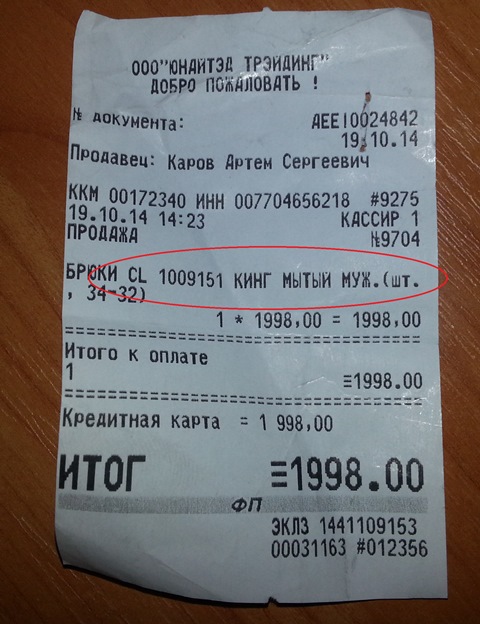 ООО"ЮНАЙТЭД ТРЭЙДИНГ"
ДОБРО ПОЖАЛОВАТЬ !
№ документа: AEEI0024842
19.10.14
Продавец: Каров Артем Сергеевич
ККМ 00172340 ИНН 007704656218 #9275
19.10.14 14:23 КАССИР 1
ПРОДАЖА №9704
БРЮКИ CL 1009151 КИНГ МЫТЫЙ МУЖ.(шт.
, 34-32)
1 * 1998,00 = 1998,00
Итого к оплате
1 ≡1998.00
Кредитная карта = 1 998,00
ИТОГ ≡1998.00
ФП
ЭКЛЗ 1441109153
00031163 #012356